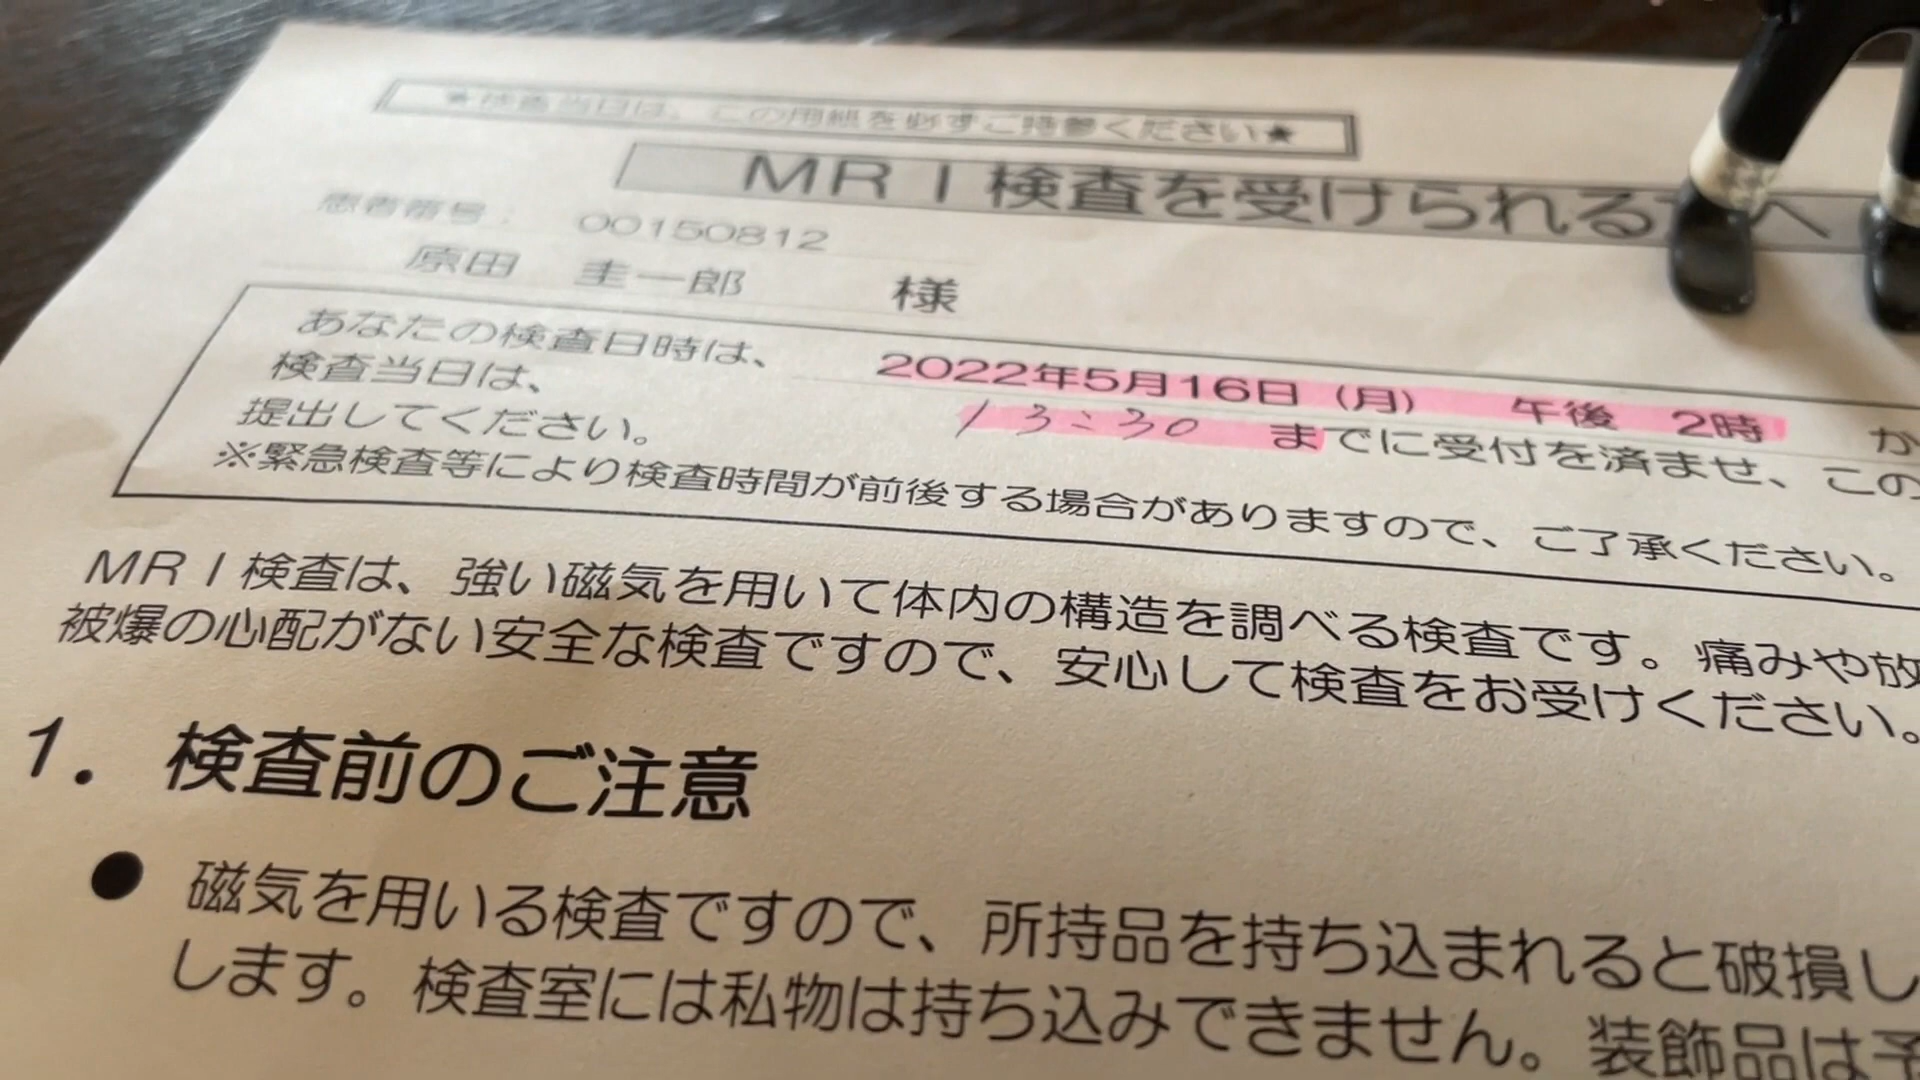 ★検査当日は、この用紙を必ずご持参ください★
MRI検査を受けられる方へ
患者番号: 00150812
原田 圭一郎 様
あなたの検査日時は、 2022年5月16日(月) 午後 2時 か
検査当日は、 13:30 までに受付を済ませ、この
提出してください。
※緊急検査等により検査時間が前後する場合がありますので、ご了承ください。
MRI検査は、強い磁気を用いて体内の構造を調べる検査です。痛みや放
被爆の心配がない安全な検査ですので、安心して検査をお受けください。
1. 検査前のご注意
● 磁気を用いる検査ですので、所持品を持ち込まれると破損し
します。検査室には私物は持ち込みできません。装飾品は予